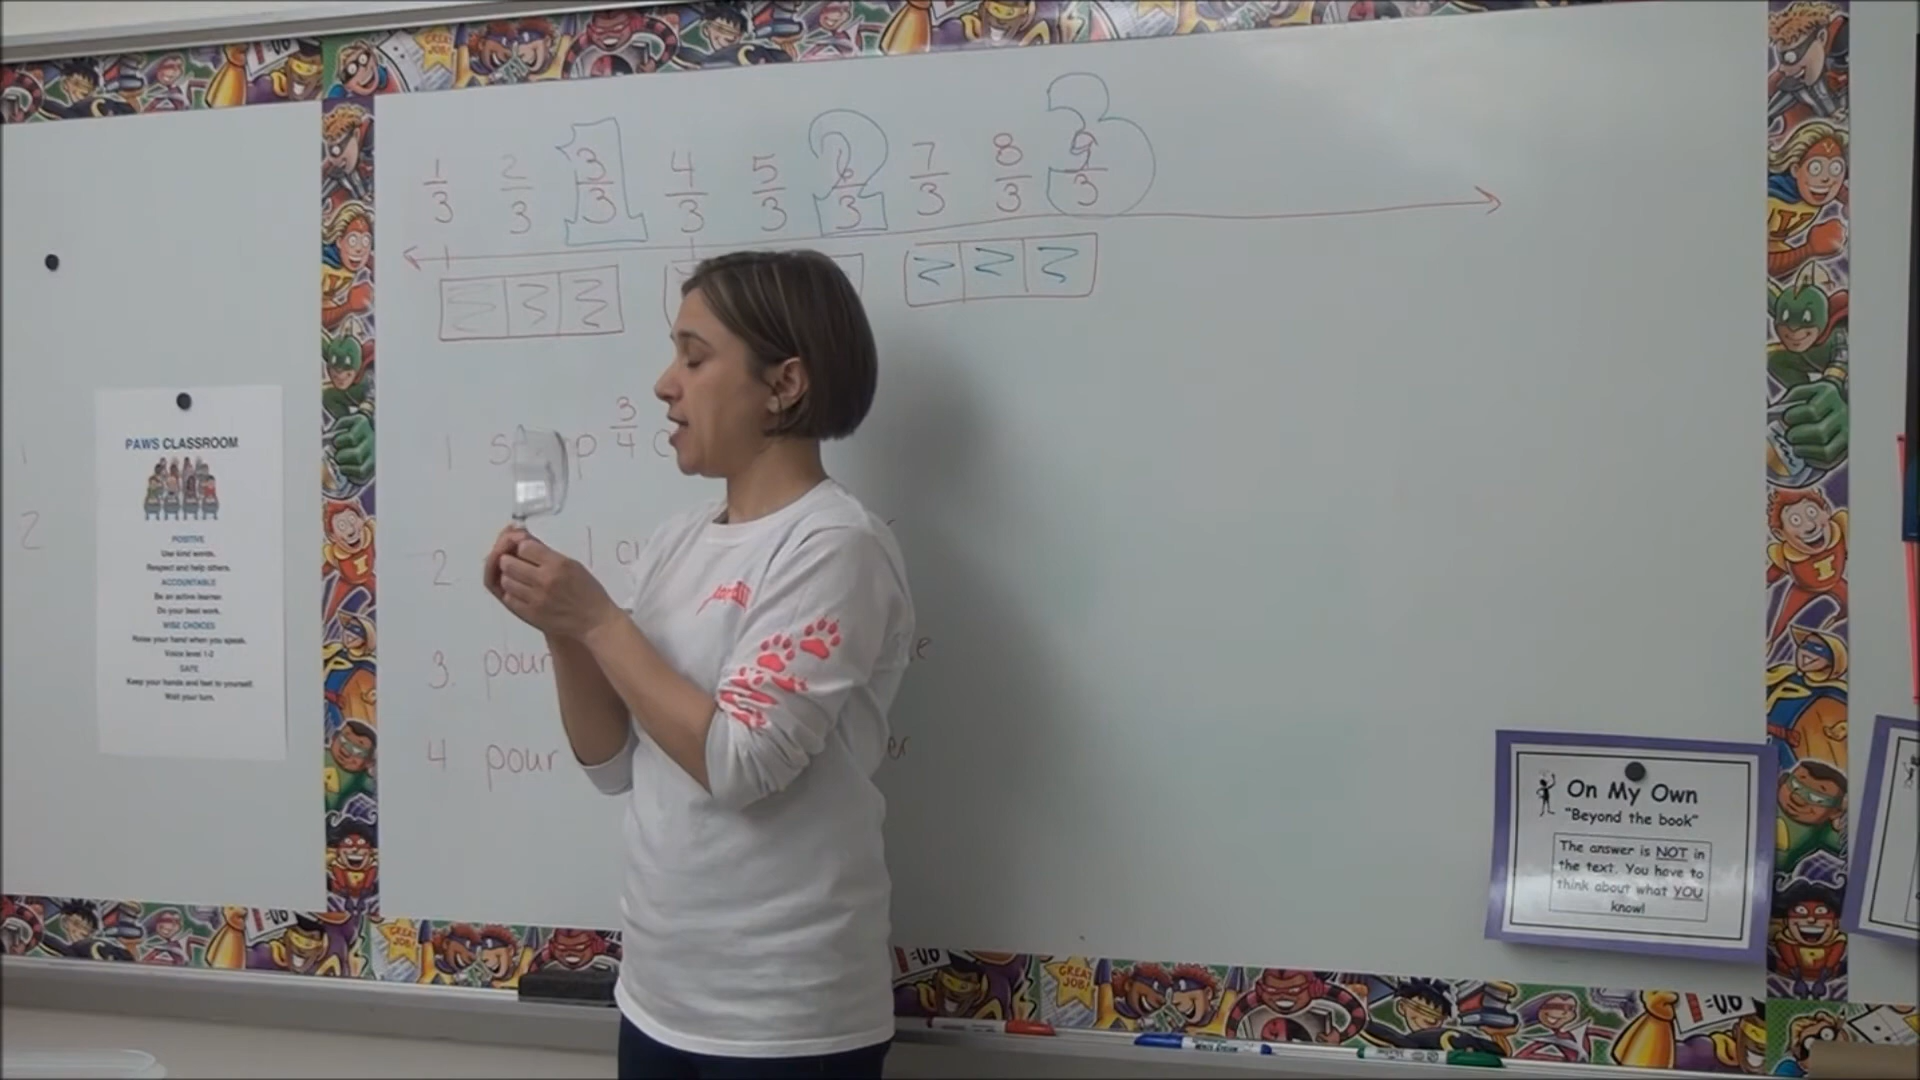 1/3 2/3 3/3 4/3 5/3 6/3 7/3 8/3 9/3
1 3/4
2 1
3. pour
4 pour
1
2
PAWS CLASSROOM
POSITIVE
Use kind words.
Respect and help others.
ACCOUNTABLE
Be an active learner.
Do your best work.
WISE CHOICES
Raise your hand when you speak.
Voice level 1-2
SAFE
Keep your hands and feet to yourself.
Wait your turn.
On My Own
"Beyond the book"
The answer is NOT in
the text. You have to
think about what YOU
know!
GREAT
JOB!
GREAT
JOB!